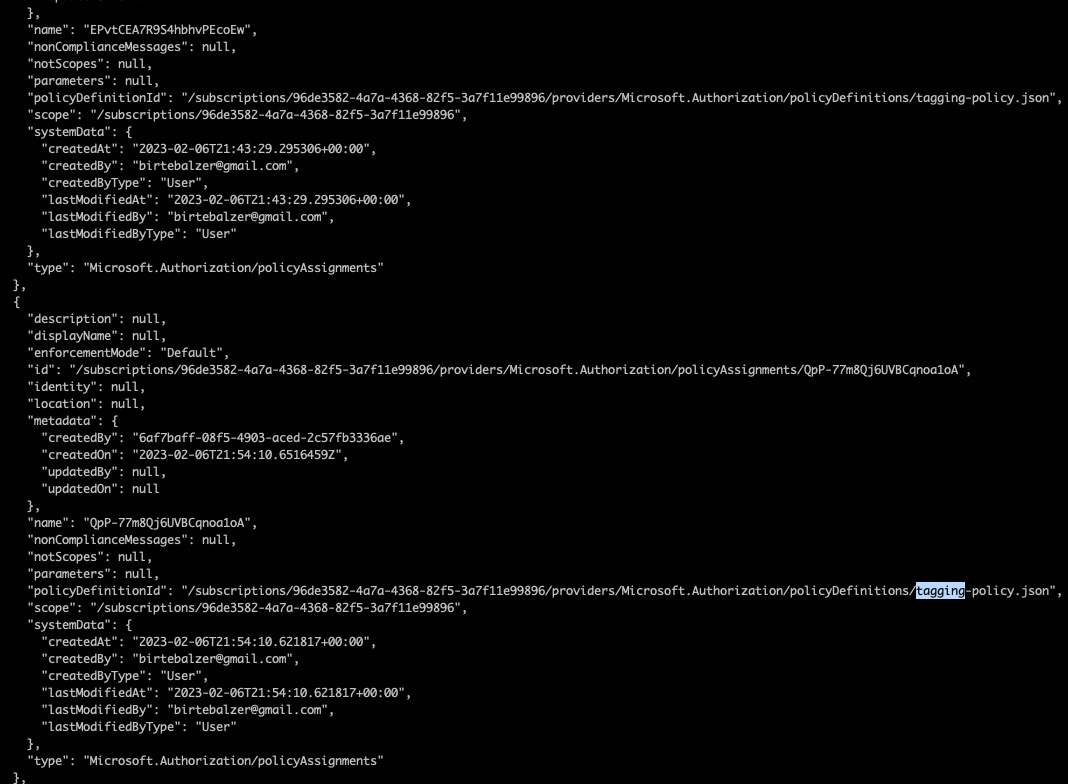 },
"name": "EPvtCEA7R9S4hbhvPEcoEw",
"nonComplianceMessages": null,
"notScopes": null,
"parameters": null,
"policyDefinitionId": "/subscriptions/96de3582-4a7a-4368-82f5-3a7f11e99896/providers/Microsoft.Authorization/policyDefinitions/tagging-policy.json",
"scope": "/subscriptions/96de3582-4a7a-4368-82f5-3a7f11e99896",
"systemData": {
"createdAt": "2023-02-06T21:43:29.295306+00:00",
"createdBy": "birtebalzer@gmail.com",
"createdByType": "User",
"lastModifiedAt": "2023-02-06T21:43:29.295306+00:00",
"lastModifiedBy": "birtebalzer@gmail.com",
"lastModifiedByType": "User"
},
"type": "Microsoft.Authorization/policyAssignments"
},
{
"description": null,
"displayName": null,
"enforcementMode": "Default",
"id": "/subscriptions/96de3582-4a7a-4368-82f5-3a7f11e99896/providers/Microsoft.Authorization/policyAssignments/QpP-77m8Qj6UVBCqnoa1oA",
"identity": null,
"location": null,
"metadata": {
"createdBy": "6af7baff-08f5-4903-aced-2c57fb3336ae",
"createdOn": "2023-02-06T21:54:10.6516459Z",
"updatedBy": null,
"updatedOn": null
},
"name": "QpP-77m8Qj6UVBCqnoa1oA",
"nonComplianceMessages": null,
"notScopes": null,
"parameters": null,
"policyDefinitionId": "/subscriptions/96de3582-4a7a-4368-82f5-3a7f11e99896/providers/Microsoft.Authorization/policyDefinitions/tagging-policy.json",
"scope": "/subscriptions/96de3582-4a7a-4368-82f5-3a7f11e99896",
"systemData": {
"createdAt": "2023-02-06T21:54:10.621817+00:00",
"createdBy": "birtebalzer@gmail.com",
"createdByType": "User",
"lastModifiedAt": "2023-02-06T21:54:10.621817+00:00",
"lastModifiedBy": "birtebalzer@gmail.com",
"lastModifiedByType": "User"
},
"type": "Microsoft.Authorization/policyAssignments"
},